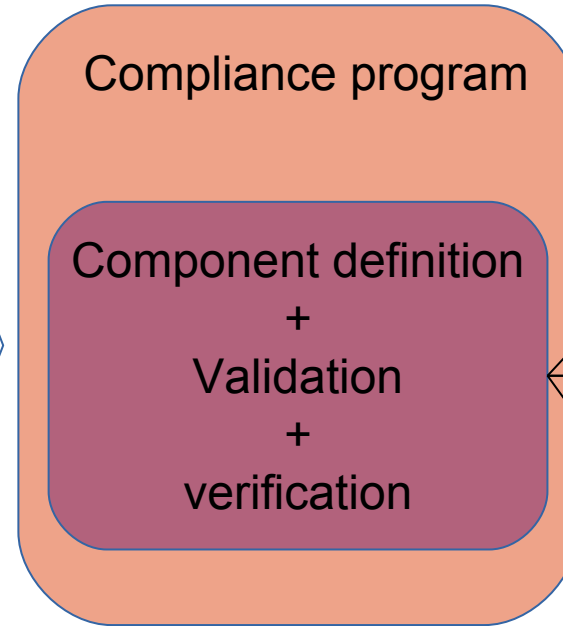 Compliance program
Component definition
+
Validation
+
verification